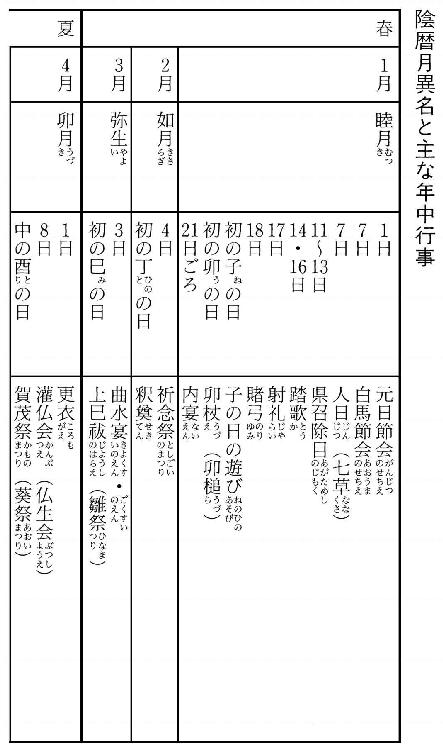 陰暦月異名と主な年中行事
春
1月
睦月むつき
1日
7日
7日
11〜13日
14・16日
17日
18日
初の子ねの日
初の卯うの日
21日ごろ
元日節会がんじつのせちえ
白馬節会あおうまのせちえ
人日じんじつ（七草ななくさ）
県召除目あがためしのじもく
踏歌とうか
射礼じゃらい
賭弓のりゆみ
子の日の遊びねのひのあそび
卯杖うづえ（卯槌うづち）
内宴ないえん
2月
如月きさらぎ
4日
初の丁ひのとの日
祈念祭としごいのまつり
釈奠せきてん
3月
弥生やよい
3日
初の巳みの日
曲水宴きょくすいのえん・ごくすいのえん
上巳祓じょうしのはらえ（雛祭ひなまつり）
夏
4月
卯月うづき
1日
8日
中の酉とりの日
更衣ころもがえ
灌仏会かんぶつえ（仏生会ぶっしょうえ）
賀茂祭かものまつり（葵祭あおいまつり）